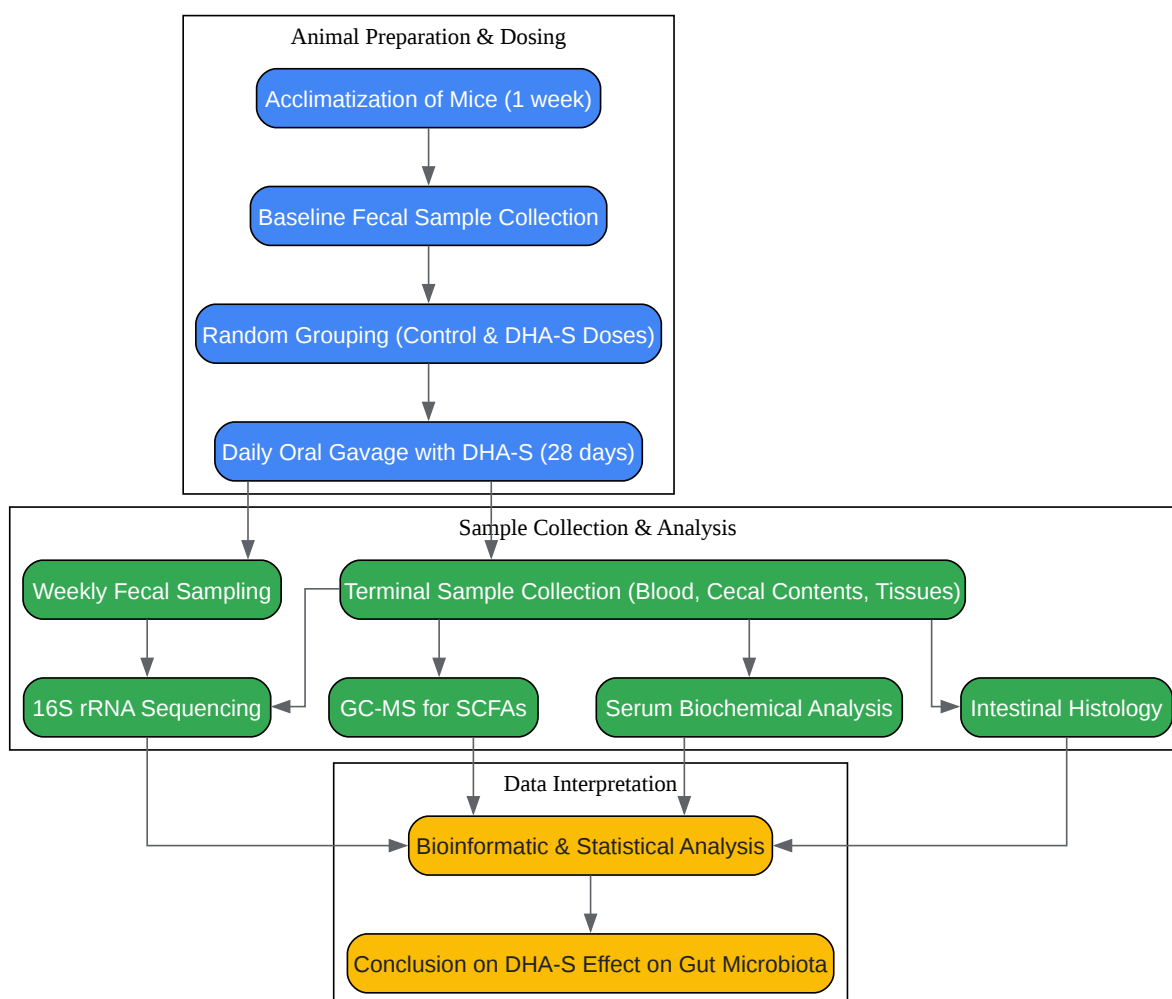 Animal Preparation & Dosing
Acclimatization of Mice (1 week)
Baseline Fecal Sample Collection
Random Grouping (Control & DHA-S Doses)
Daily Oral Gavage with DHA-S (28 days)
Sample Collection & Analysis
Weekly Fecal Sampling
Terminal Sample Collection (Blood, Cecal Contents, Tissues)
16S rRNA Sequencing
GC-MS for SCFAs
Serum Biochemical Analysis
Intestinal Histology
Data Interpretation
Bioinformatic & Statistical Analysis
Conclusion on DHA-S Effect on Gut Microbiota